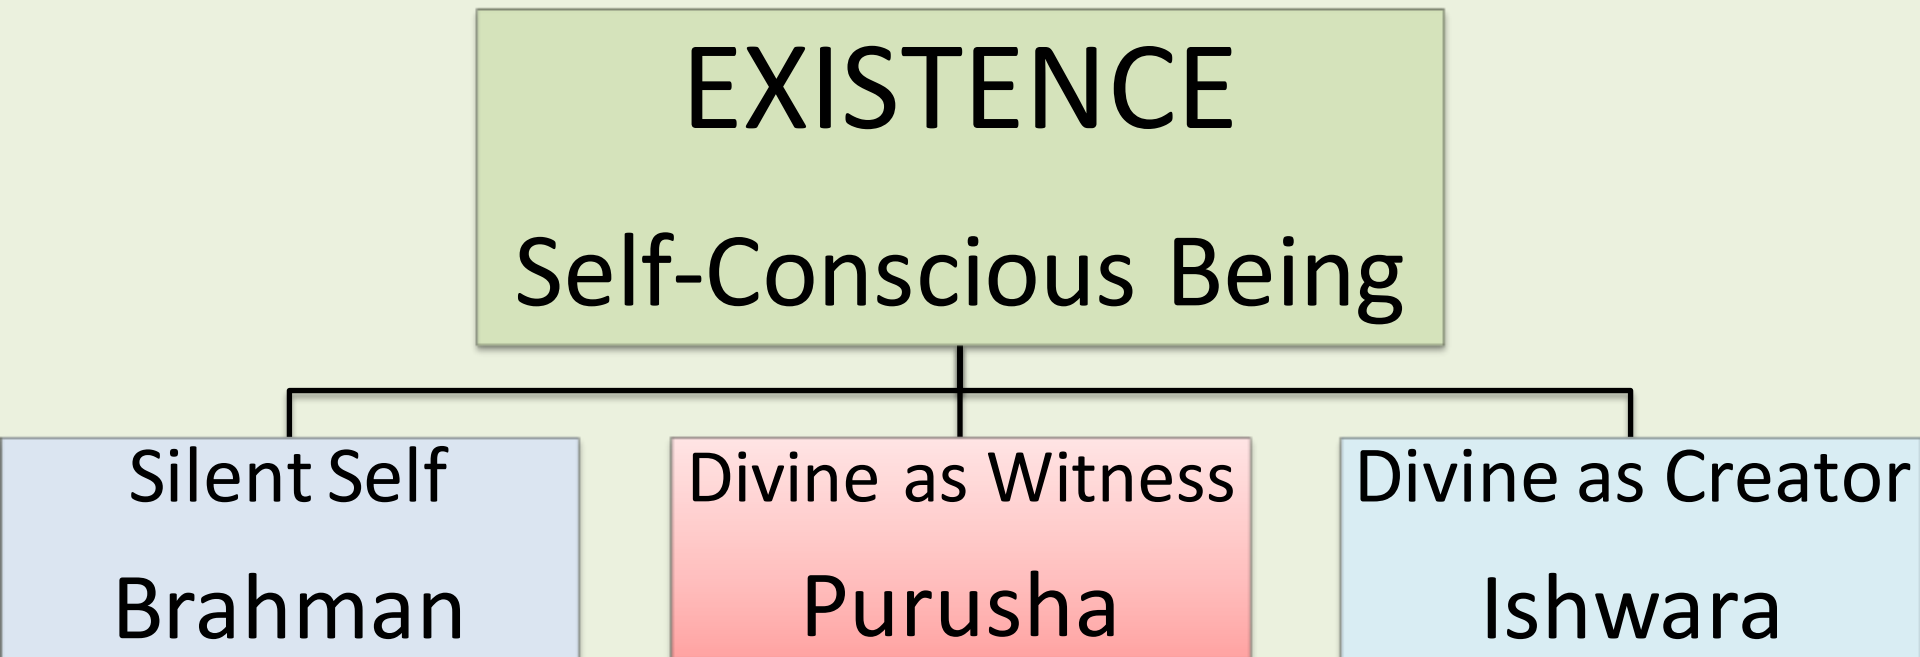 EXISTENCE
Self-Conscious Being
Silent Self
Brahman
Divine as Witness
Purusha
Divine as Creator
Ishwara